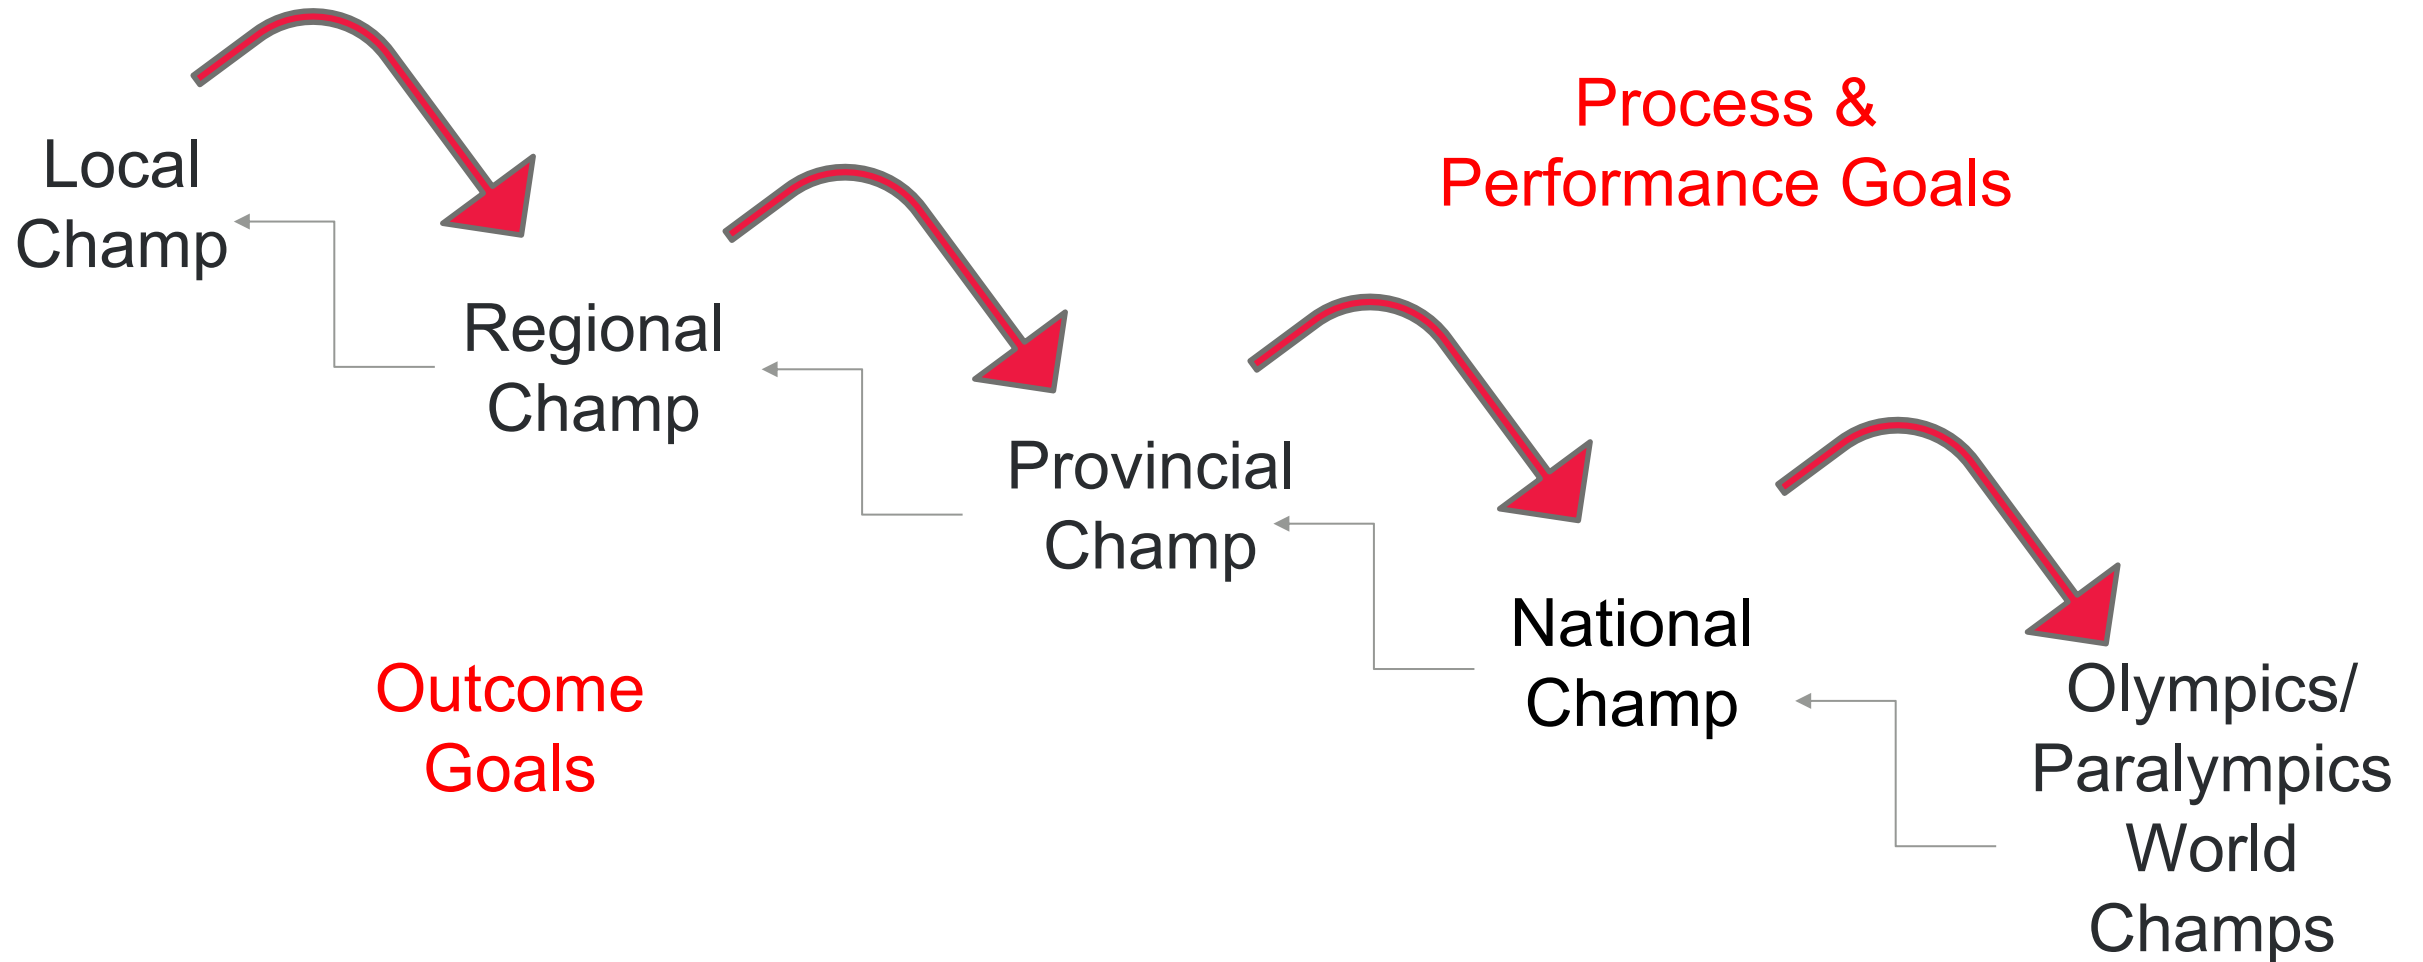 Process &
Performance Goals
Local
Champ
Regional
Champ
Provincial
Champ
National
Champ
Outcome
Goals
Olympics/
Paralympics
World
Champs